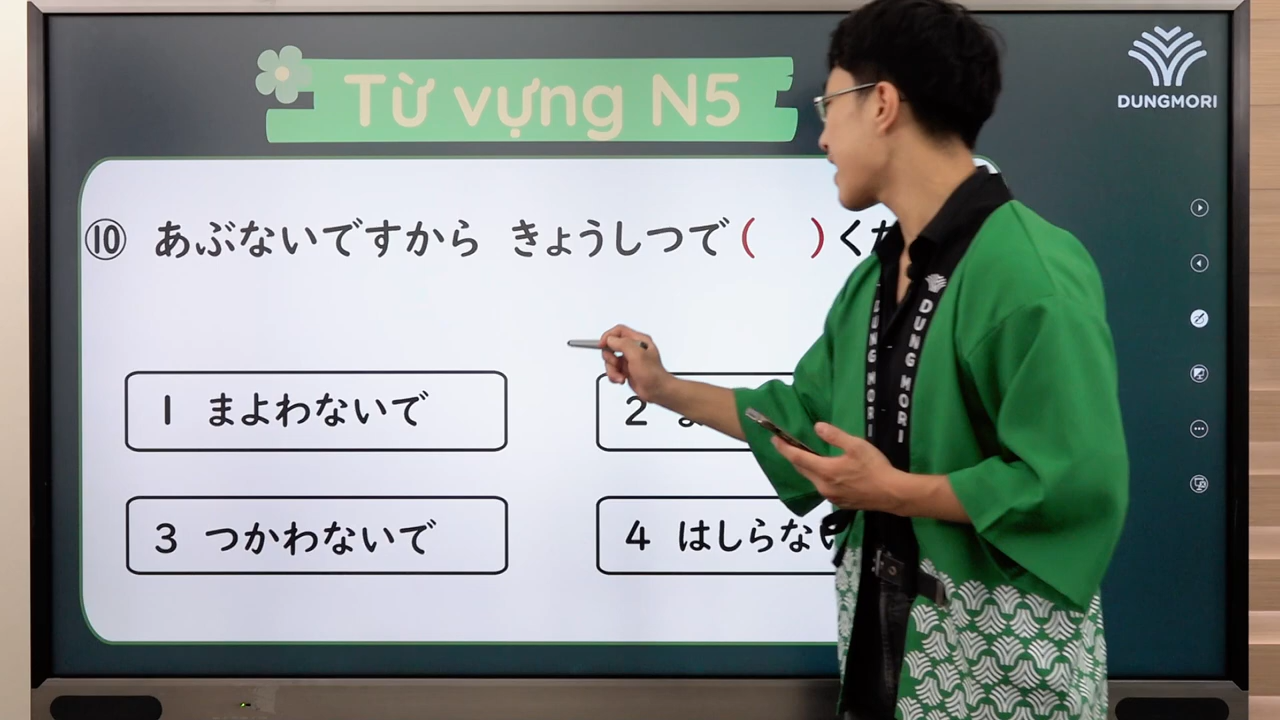 Từ vựng N5
DUNGMORI
⑩ あぶないですから きょうしつで( )く
1 まよわないで
2
3 つかわないで
4 はしらない
DUNG MORI
DUNG MORI